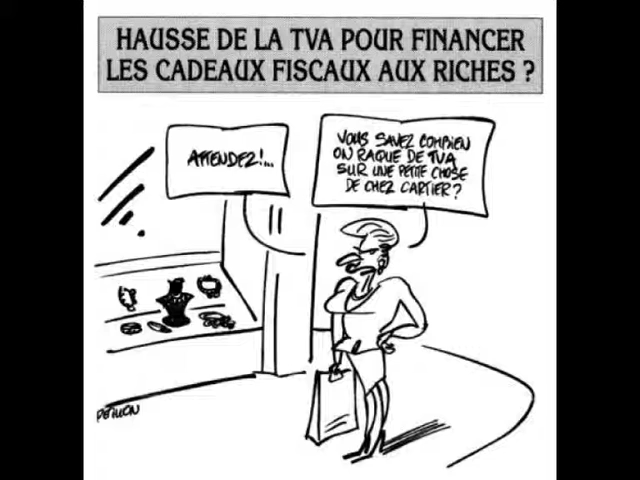 HAUSSE DE LA TVA POUR FINANCER
LES CADEAUX FISCAUX AUX RICHES ?
ATTENDEZ!...
VOUS SAVEZ COMBIEN
ON RAQUE DE TVA
SUR UNE PETITE CHOSE
DE CHEZ CARTIER?
PETILLON